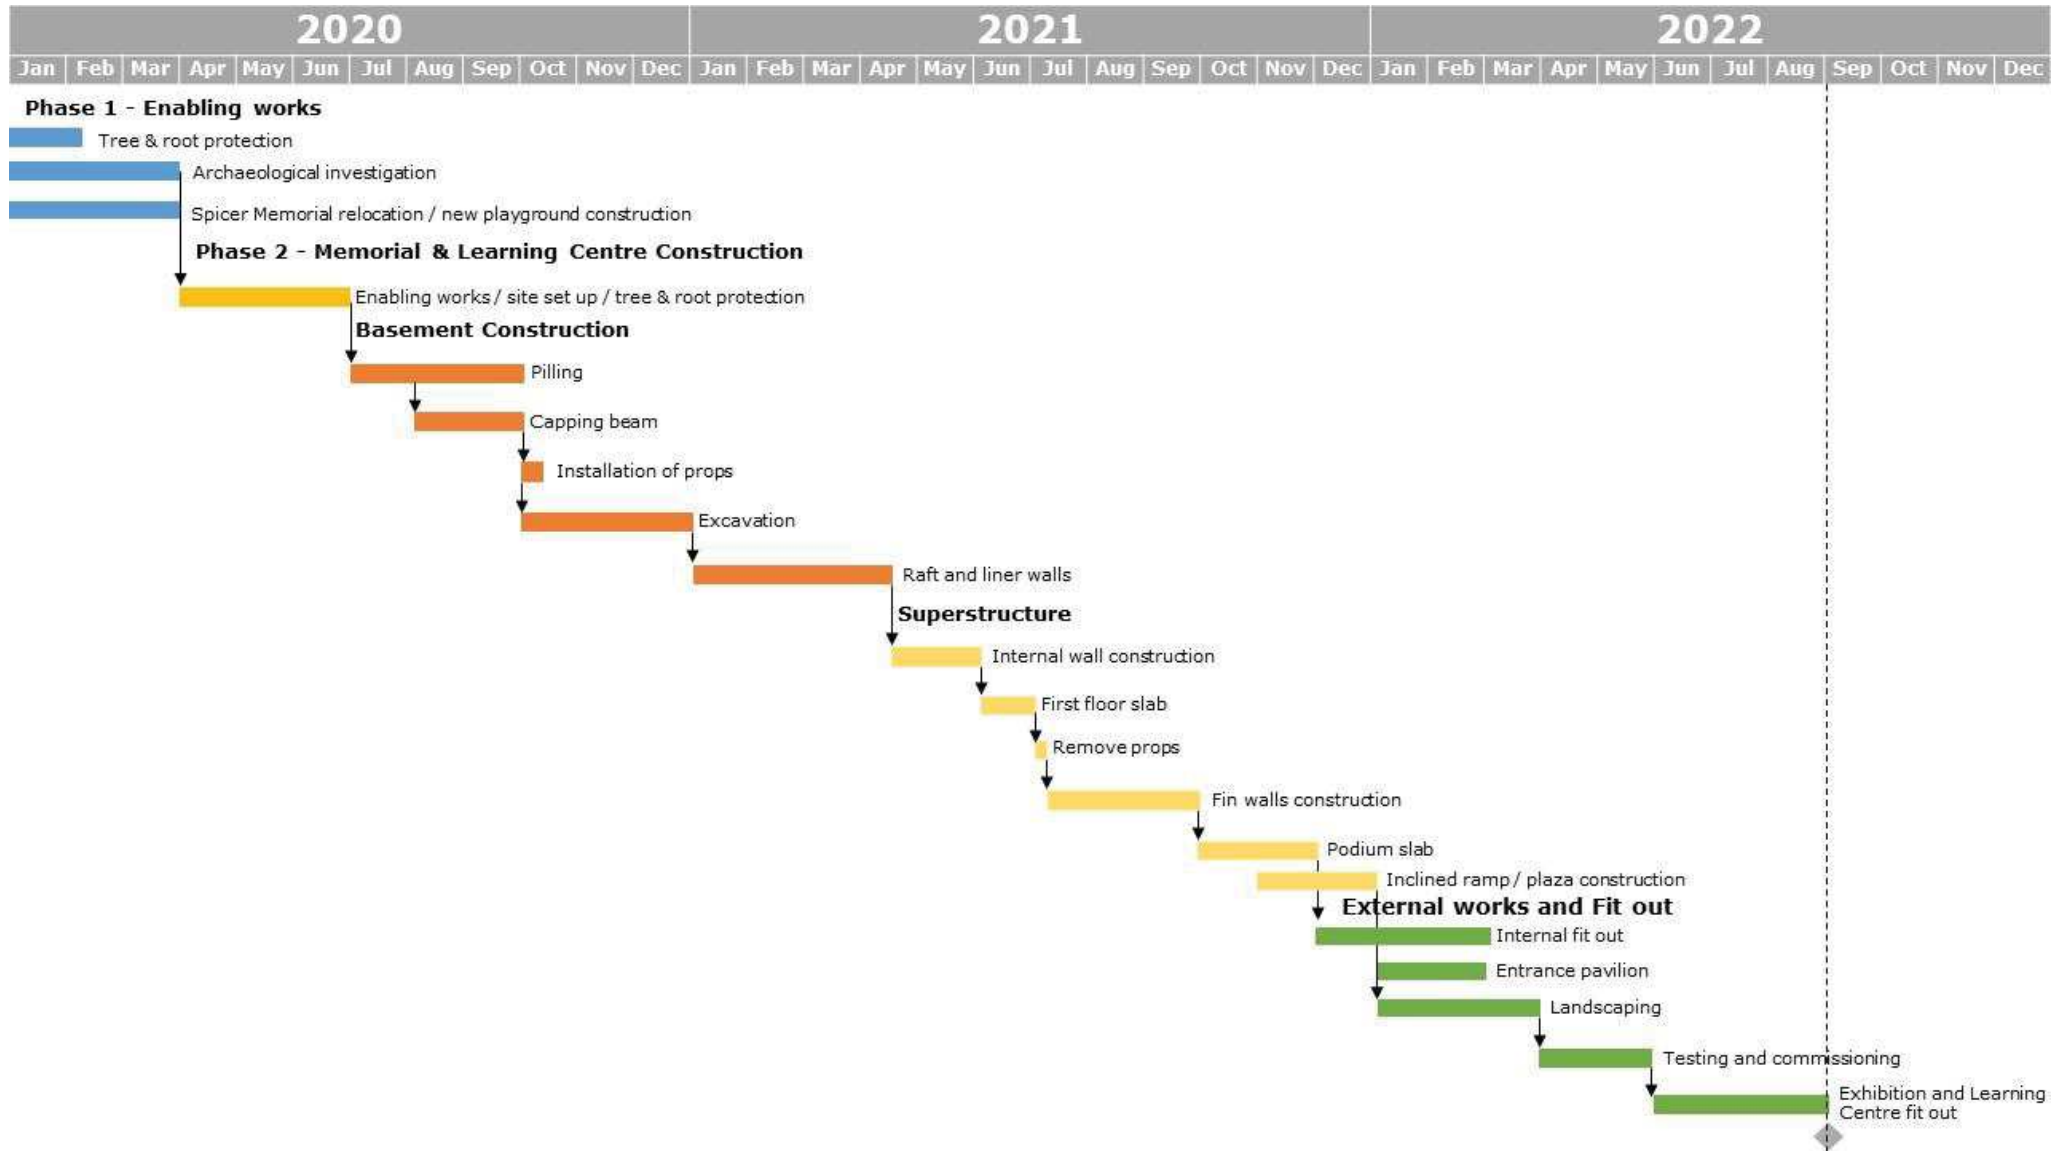 2020 2021 2022
Jan Feb Mar Apr May Jun Jul Aug Sep Oct Nov Dec Jan Feb Mar Apr May Jun Jul Aug Sep Oct Nov Dec Jan Feb Mar Apr May Jun Jul Aug Sep Oct Nov Dec
Phase 1 - Enabling works
Tree & root protection
Archaeological investigation
Spicer Memorial relocation / new playground construction
Phase 2 - Memorial & Learning Centre Construction
Enabling works / site set up / tree & root protection
Basement Construction
Pilling
Capping beam
Installation of props
Excavation
Raft and liner walls
Superstructure
Internal wall construction
First floor slab
Remove props
Fin walls construction
Podium slab
Inclined ramp / plaza construction
External works and Fit out
Internal fit out
Entrance pavilion
Landscaping
Testing and commissioning
Exhibition and Learning
Centre fit out